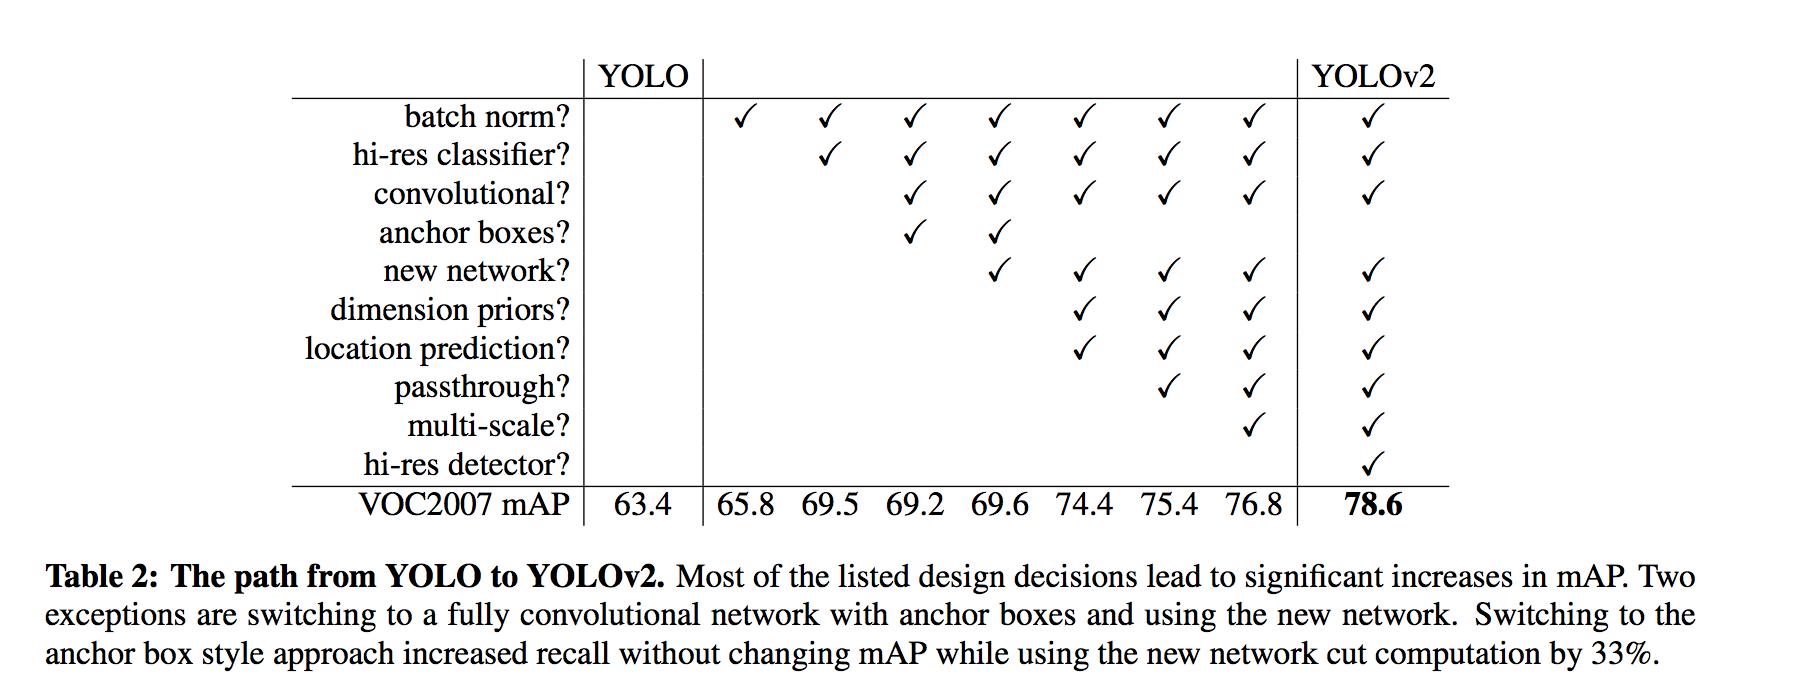 YOLO YOLOv2
batch norm? ✓ ✓ ✓ ✓ ✓ ✓ ✓ ✓
hi-res classifier? ✓ ✓ ✓ ✓ ✓ ✓ ✓
convolutional? ✓ ✓ ✓ ✓ ✓ ✓
anchor boxes? ✓ ✓
new network? ✓ ✓ ✓ ✓ ✓
dimension priors? ✓ ✓ ✓ ✓
location prediction? ✓ ✓ ✓ ✓
passthrough? ✓ ✓ ✓
multi-scale? ✓ ✓
hi-res detector? ✓
VOC2007 mAP 63.4 65.8 69.5 69.2 69.6 74.4 75.4 76.8 78.6
Table 2: The path from YOLO to YOLOv2. Most of the listed design decisions lead to significant increases in mAP. Two
exceptions are switching to a fully convolutional network with anchor boxes and using the new network. Switching to the
anchor box style approach increased recall without changing mAP while using the new network cut computation by 33%.